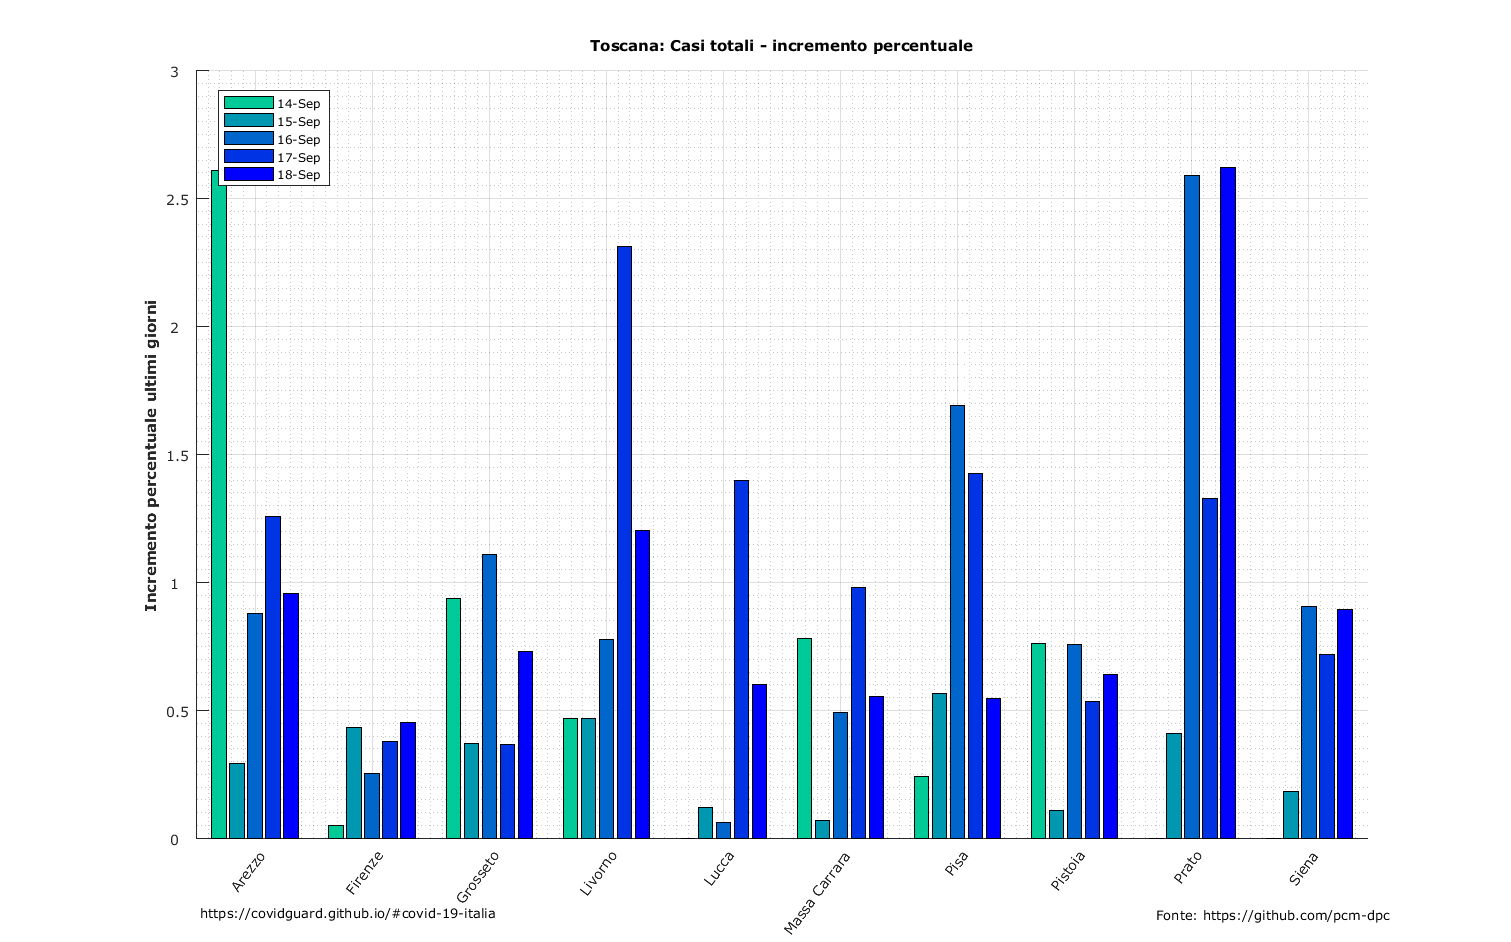 Toscana: Casi totali - incremento percentuale
3
2.5
2
1.5
1
0.5
0
Incremento percentuale ultimi giorni
14-Sep
15-Sep
16-Sep
17-Sep
18-Sep
Arezzo
Firenze
Grosseto
Livorno
Lucca
Massa Carrara
Pisa
Pistoia
Prato
Siena
https://covidguard.github.io/#covid-19-italia
Fonte: https://github.com/pcm-dpc